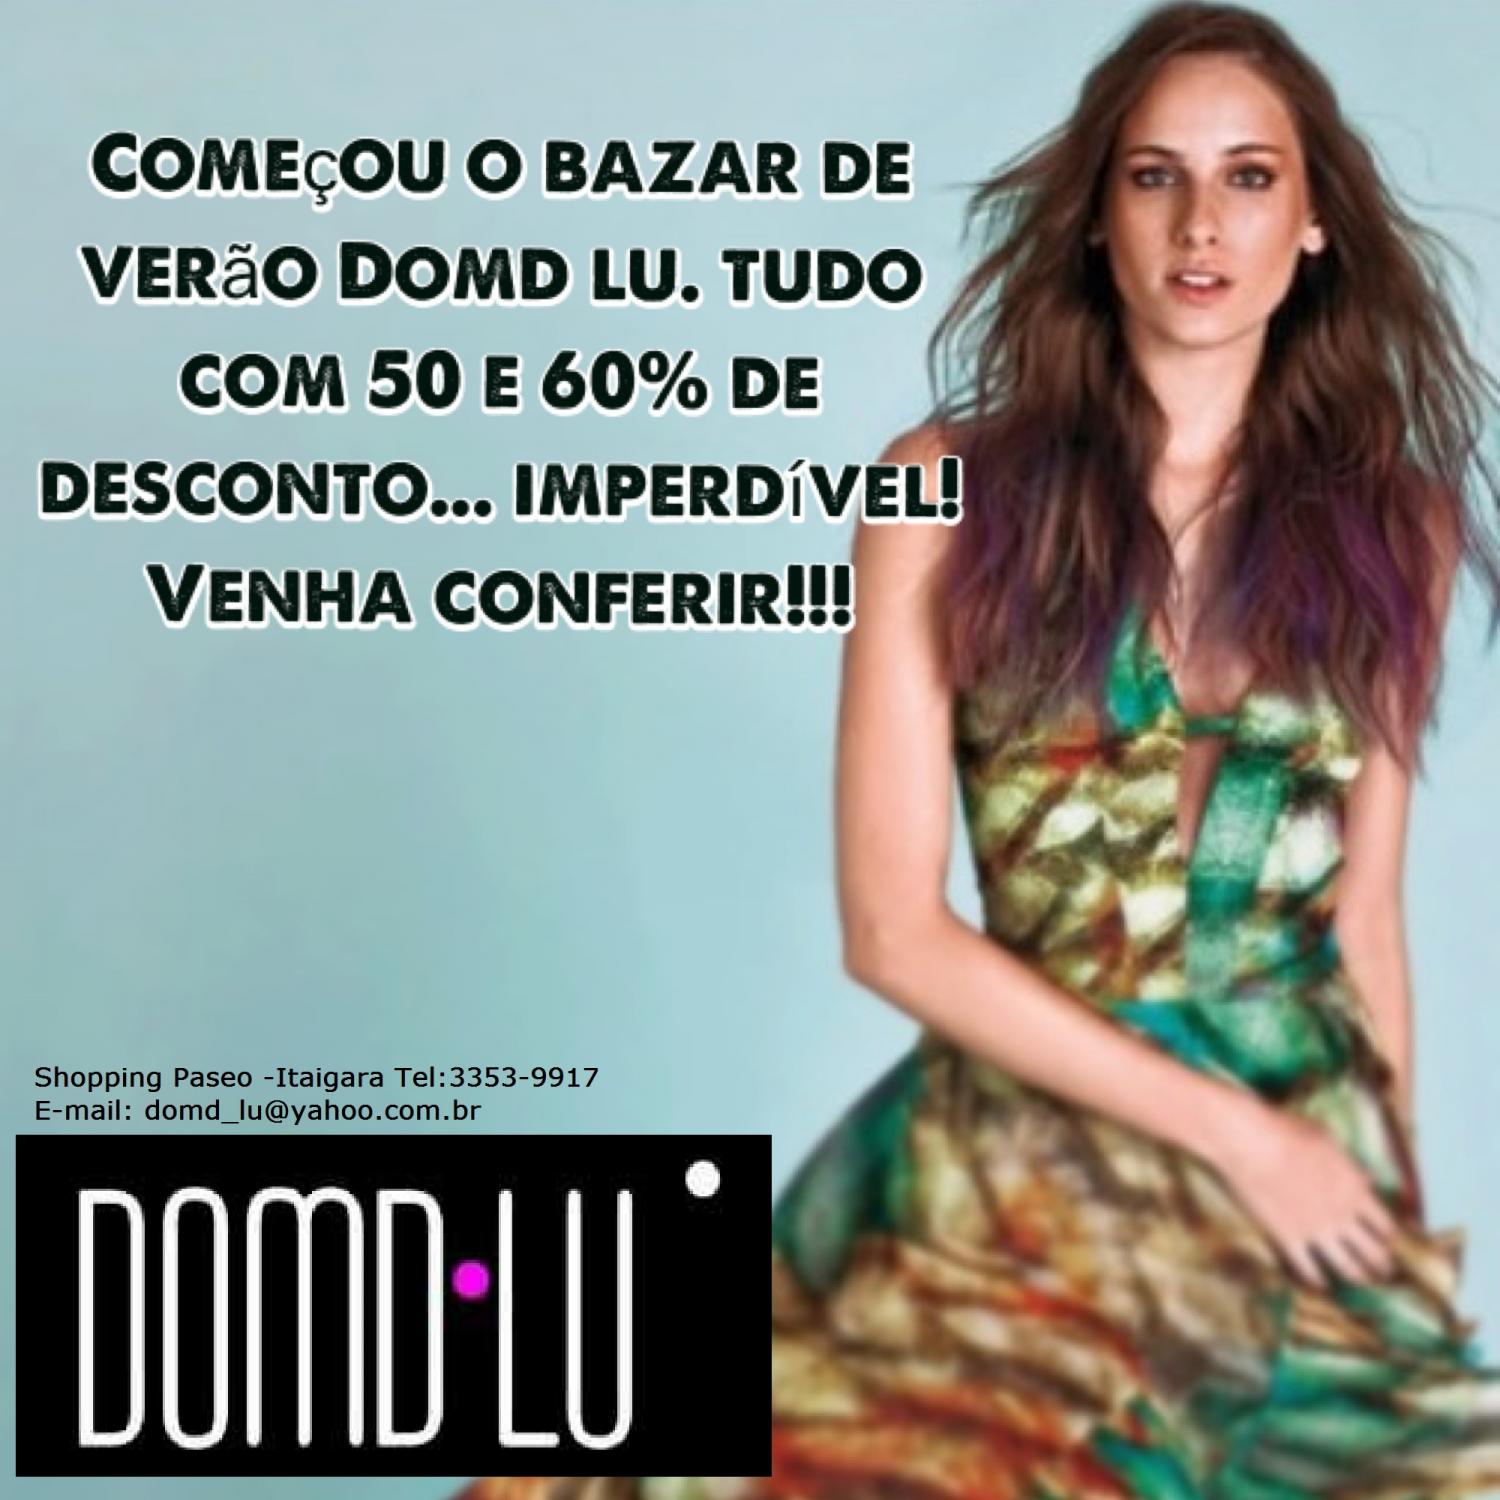 Começou o bazar de
verão Domd lu. tudo
com 50 e 60% de
desconto... imperdível!
Venha conferir!!!
Shopping Paseo -Itaigara Tel:3353-9917
E-mail: domd_lu@yahoo.com.br
DOMD·LU